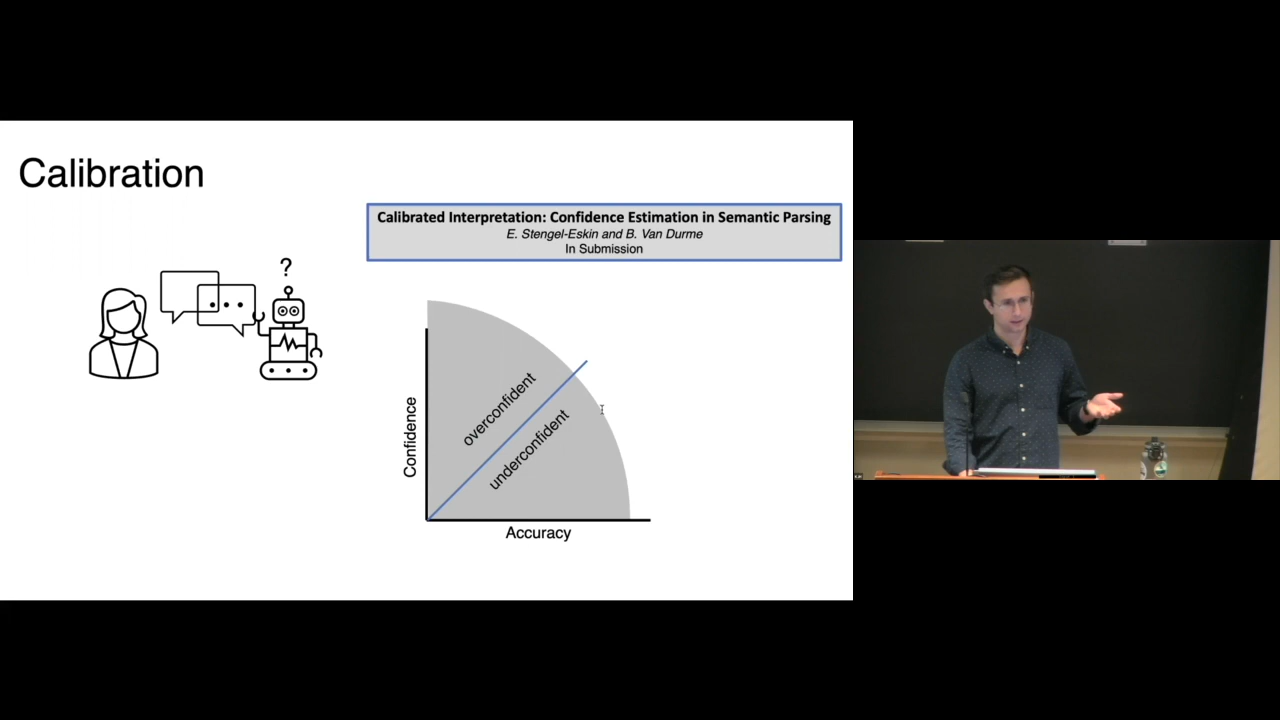 Calibration
Calibrated Interpretation: Confidence Estimation in Semantic Parsing
E. Stengel-Eskin and B. Van Durme
In Submission
?
Confidence
overconfident
underconfident
Accuracy